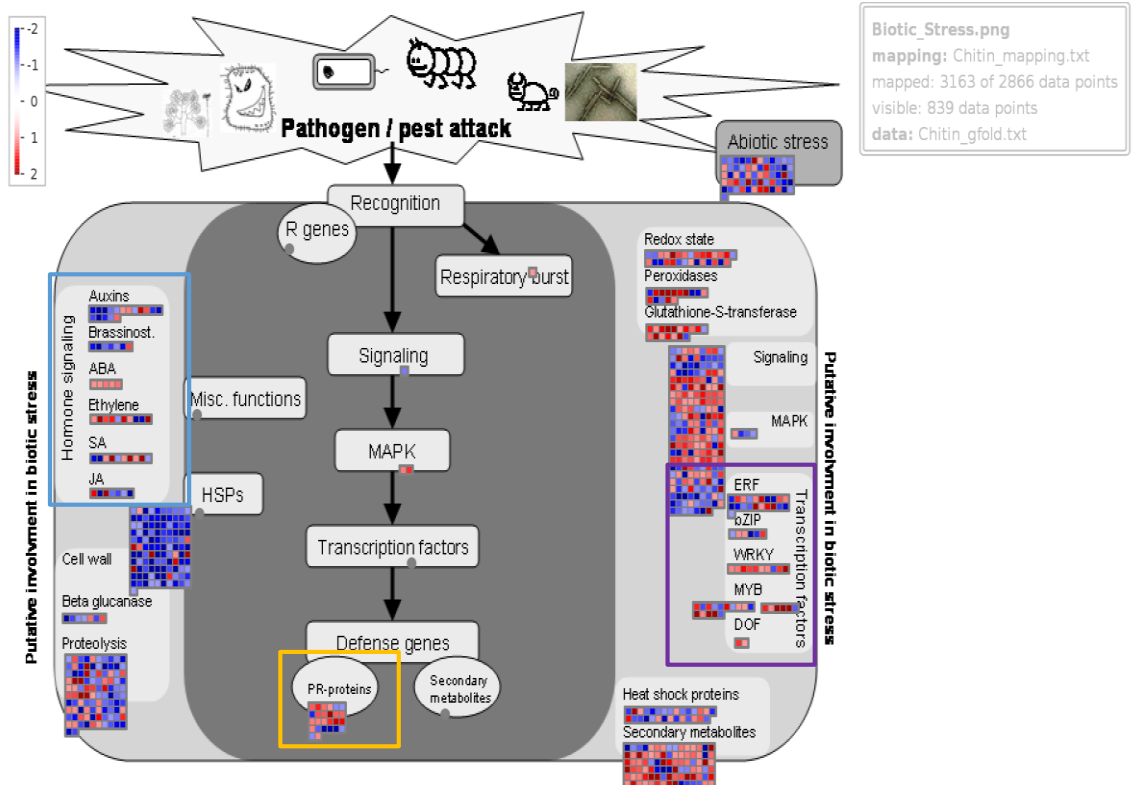 -2
-1
0
1
2
Pathogen / pest attack
Biotic_Stress.png
mapping: Chitin_mapping.txt
mapped: 3163 of 2866 data points
visible: 839 data points
data: Chitin_gfold.txt
Abiotic stress
Recognition
R genes
Respiratory burst
Redox state
Peroxidases
Glutathione-S-transferase
Hormone signaling
Auxins
Brassinost.
ABA
Ethylene
SA
JA
Signaling
Misc. functions
MAPK
HSPs
Transcription factors
Defense genes
PR-proteins
Secondary
metabolites
Signaling
MAPK
ERF
bZIP
WRKY
MYB
DOF
Transcription factors
Cell wall
Beta glucanase
Proteolysis
Heat shock proteins
Secondary metabolites
Putative involvment in biotic stress
Putative involvment in biotic stress